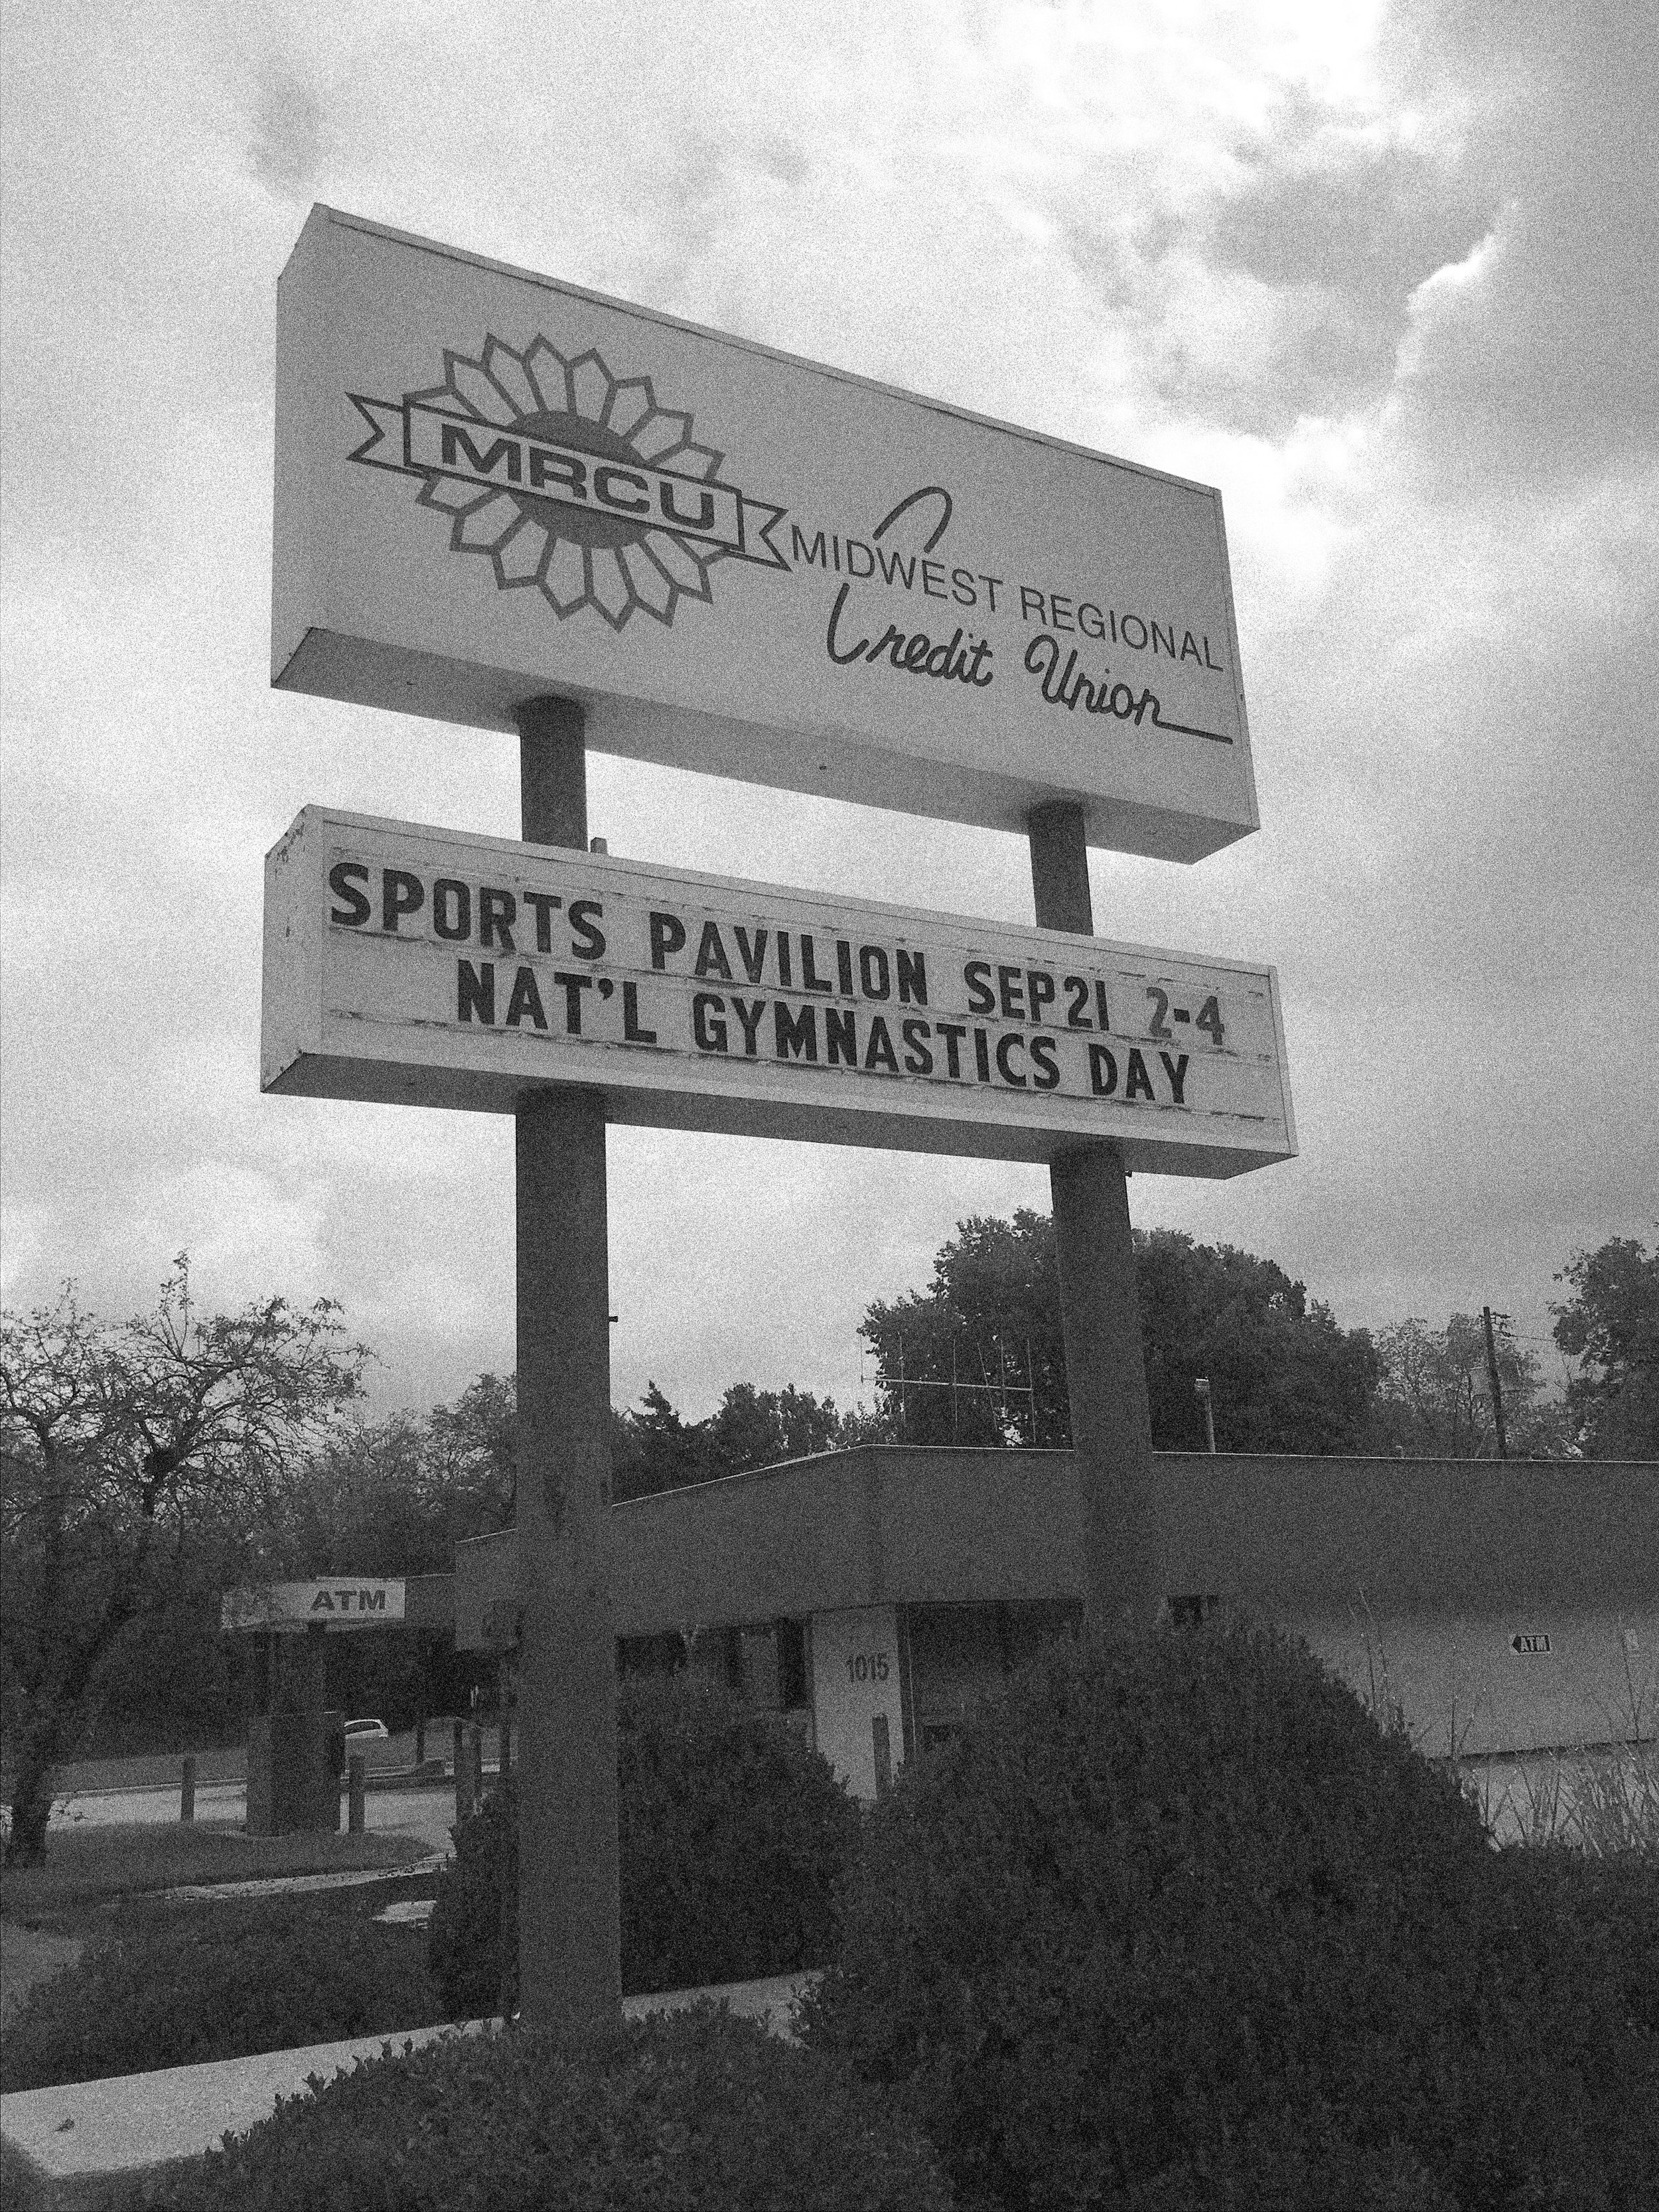 MRCU
MIDWEST REGIONAL
Credit Union
SPORTS PAVILION SEP21 2-4
NAT'L GYMNASTICS DAY
ATM
1015
ATM